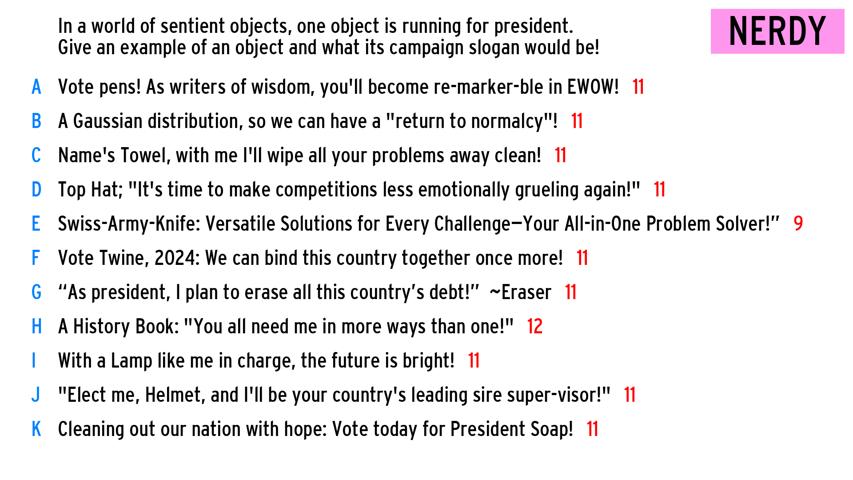 In a world of sentient objects, one object is running for president.
Give an example of an object and what its campaign slogan would be!
NERDY
A Vote pens! As writers of wisdom, you'll become re-marker-ble in EWOW! 11
B A Gaussian distribution, so we can have a "return to normalcy"! 11
C Name's Towel, with me I'll wipe all your problems away clean! 11
D Top Hat; "It's time to make competitions less emotionally grueling again!" 11
E Swiss-Army-Knife: Versatile Solutions for Every Challenge—Your All-in-One Problem Solver!” 9
F Vote Twine, 2024: We can bind this country together once more! 11
G “As president, I plan to erase all this country’s debt!” ~Eraser 11
H A History Book: "You all need me in more ways than one!" 12
I With a Lamp like me in charge, the future is bright! 11
J "Elect me, Helmet, and I'll be your country's leading sire super-visor!" 11
K Cleaning out our nation with hope: Vote today for President Soap! 11